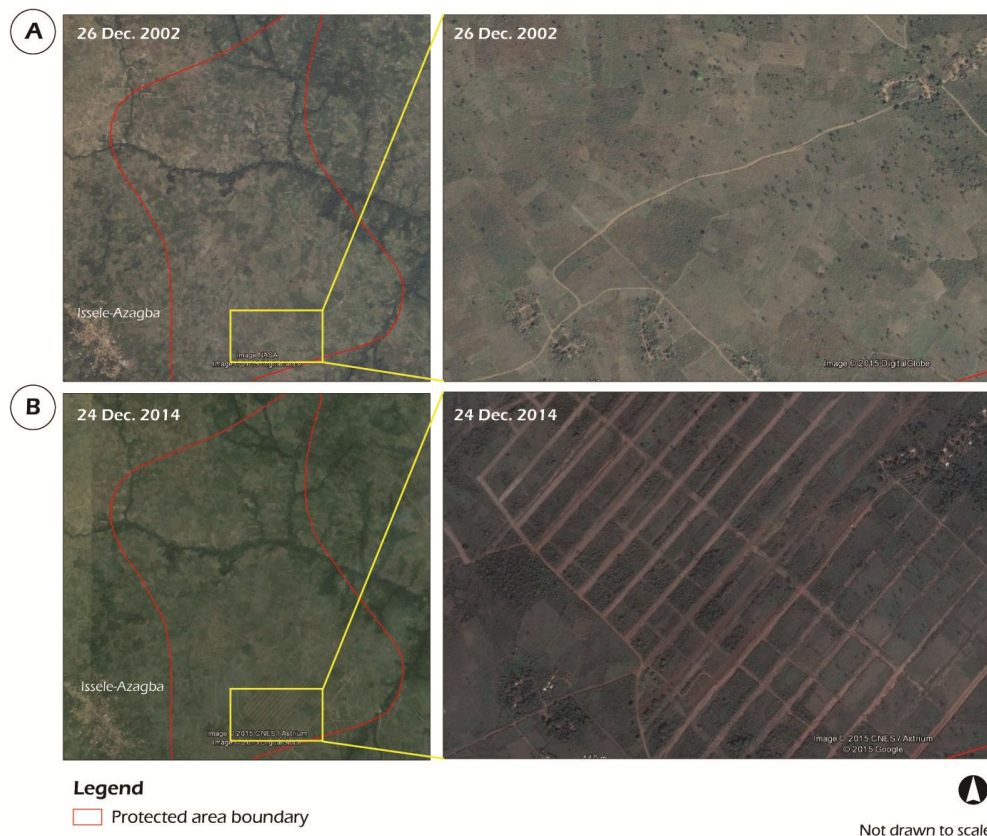 A
26 Dec. 2002
26 Dec. 2002
Issele-Azagba
Image NASA
Image © 2015 DigitalGlobe
B
24 Dec. 2014
24 Dec. 2014
Issele-Azagba
Image © 2015 CNES / Astrium
Image © 2015 CNES / Astrium
© 2015 Google
Legend
Protected area boundary
Not drawn to scale